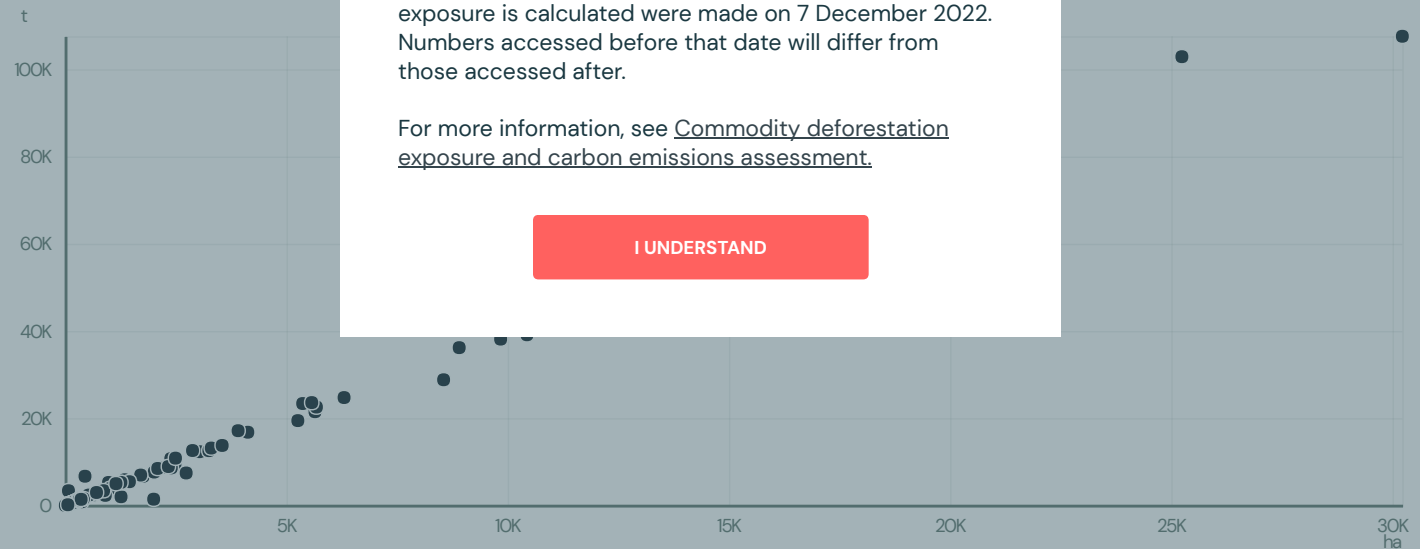 t
exposure is calculated were made on 7 December 2022.
Numbers accessed before that date will differ from
those accessed after.
For more information, see Commodity deforestation
exposure and carbon emissions assessment.
I UNDERSTAND
100K
80K
60K
40K
20K
0
5K
10K
15K
20K
25K
30K
ha